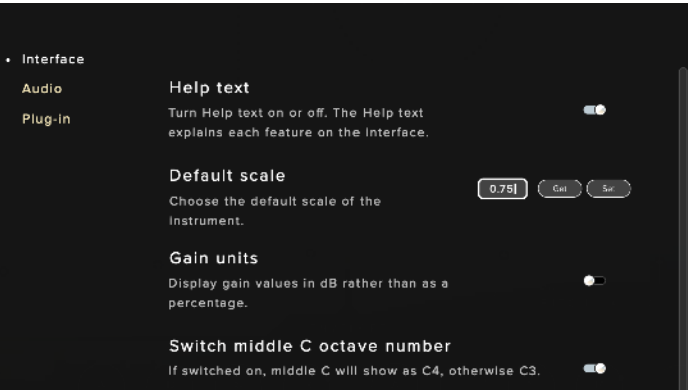 Interface
Audio
Plug-in
Help text
Turn Help text on or off. The Help text
explains each feature on the interface.
Default scale
0.75
Get
Set
Choose the default scale of the
instrument.
Gain units
Display gain values in dB rather than as a
percentage.
Switch middle C octave number
If switched on, middle C will show as C4, otherwise C3.